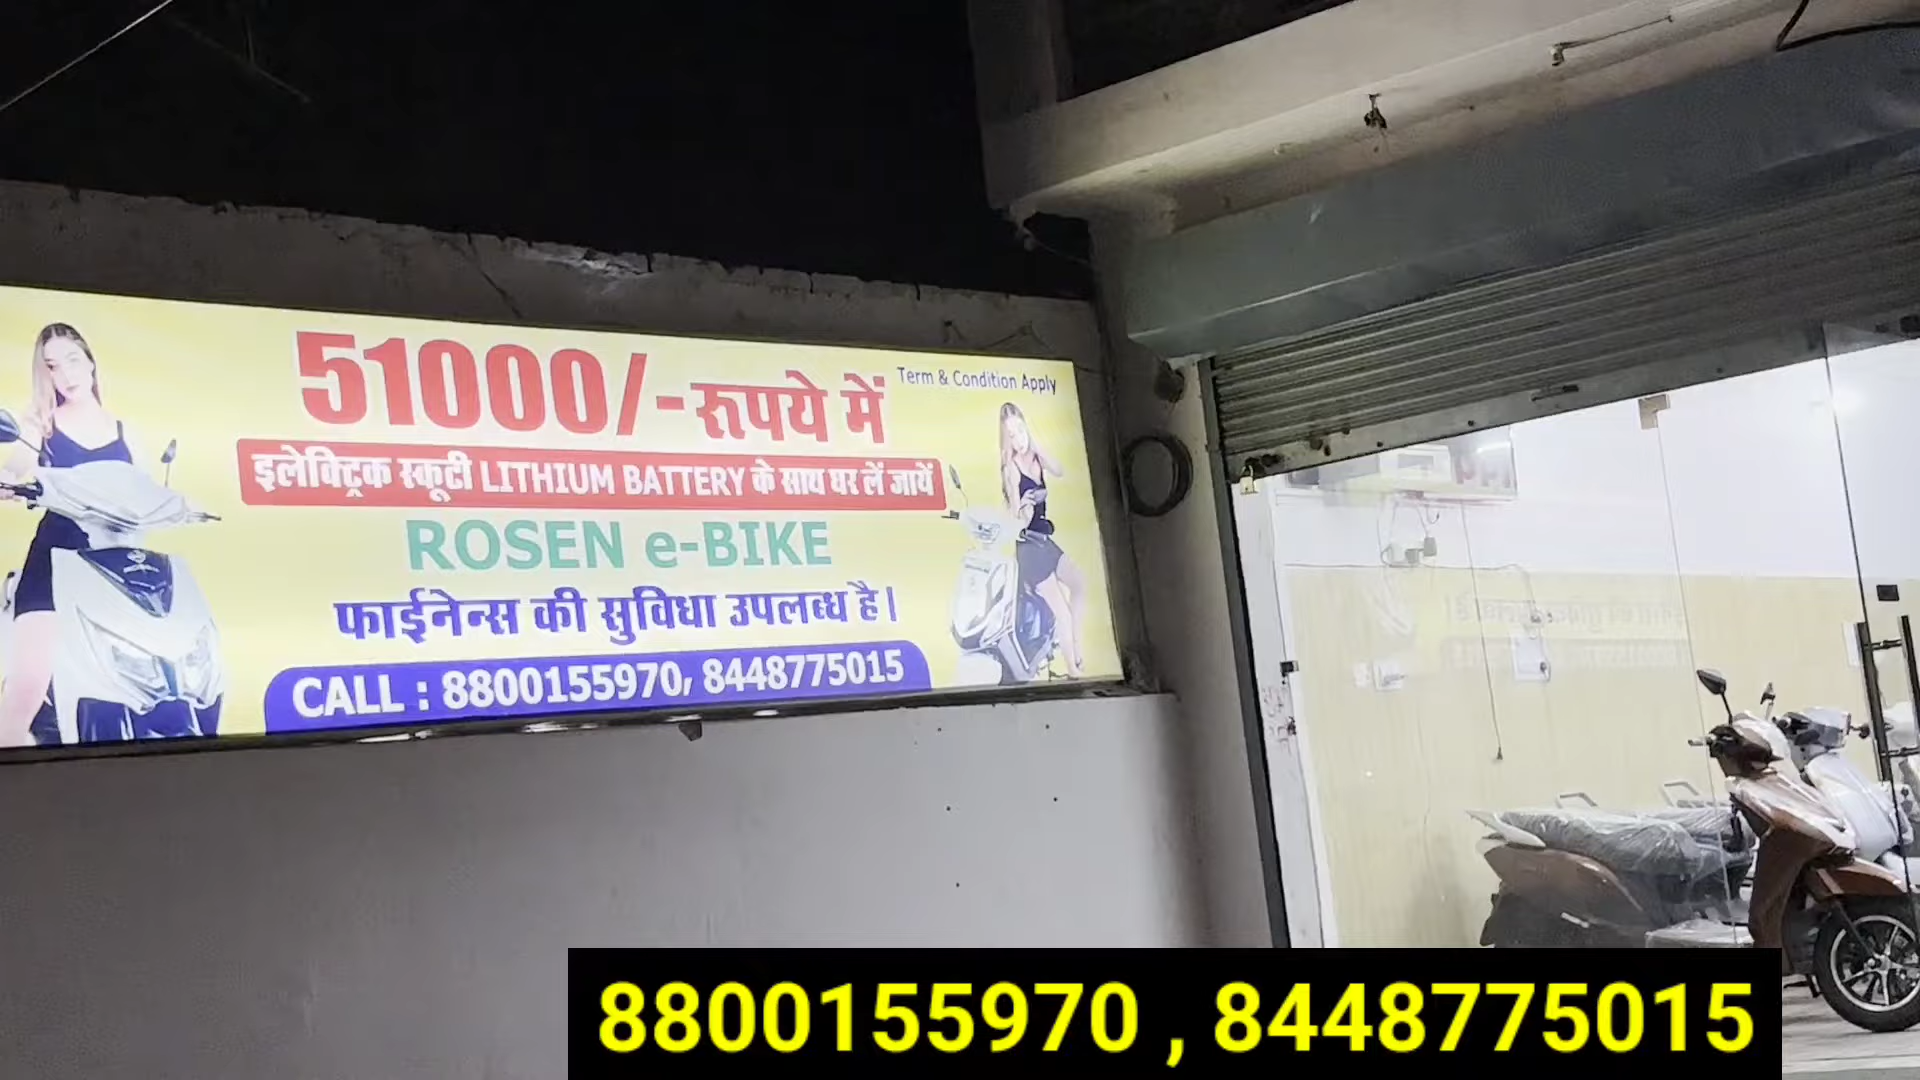 51000/-रूपये में
Term & Condition Apply
इलेक्ट्रिक स्कूटी LITHIUM BATTERY के साथ घर लें जायें
ROSEN e-BIKE
फाईनेन्स की सुविधा उपलब्ध है।
CALL : 8800155970, 8448775015
8800155970 , 8448775015